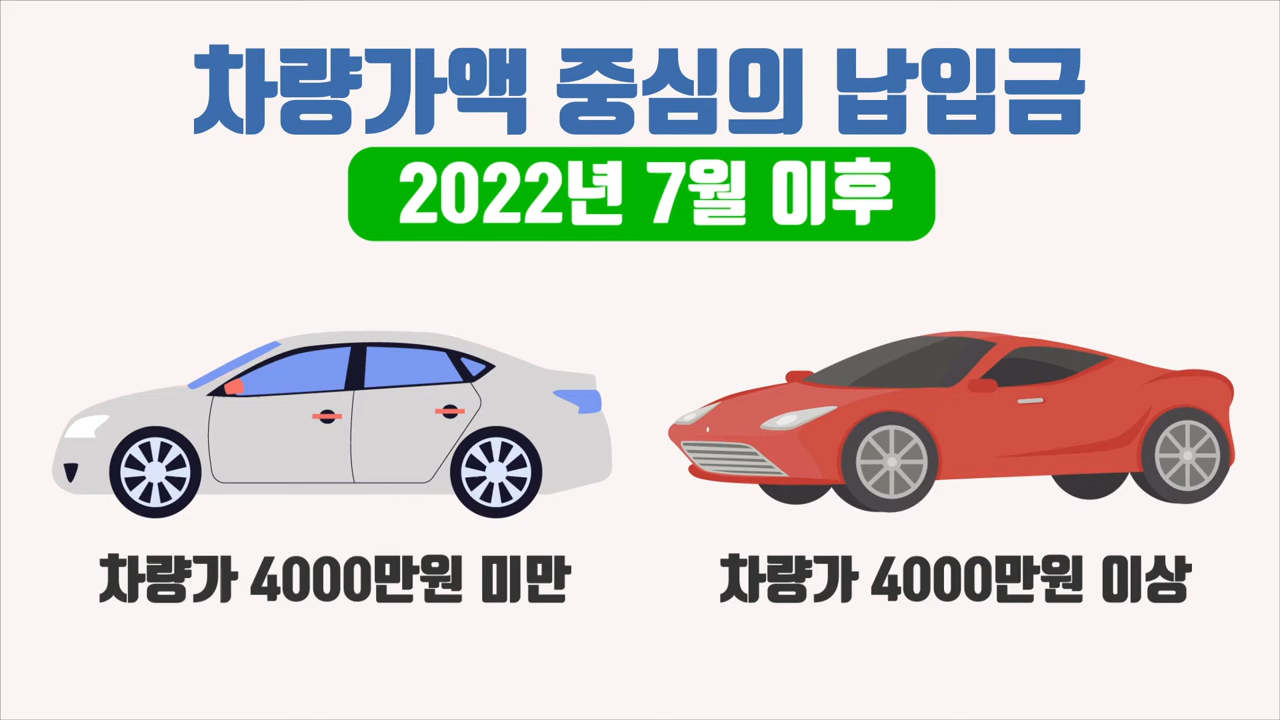 차량가액 중심의 납입금
2022년 7월 이후
차량가 4000만원 미만
차량가 4000만원 이상